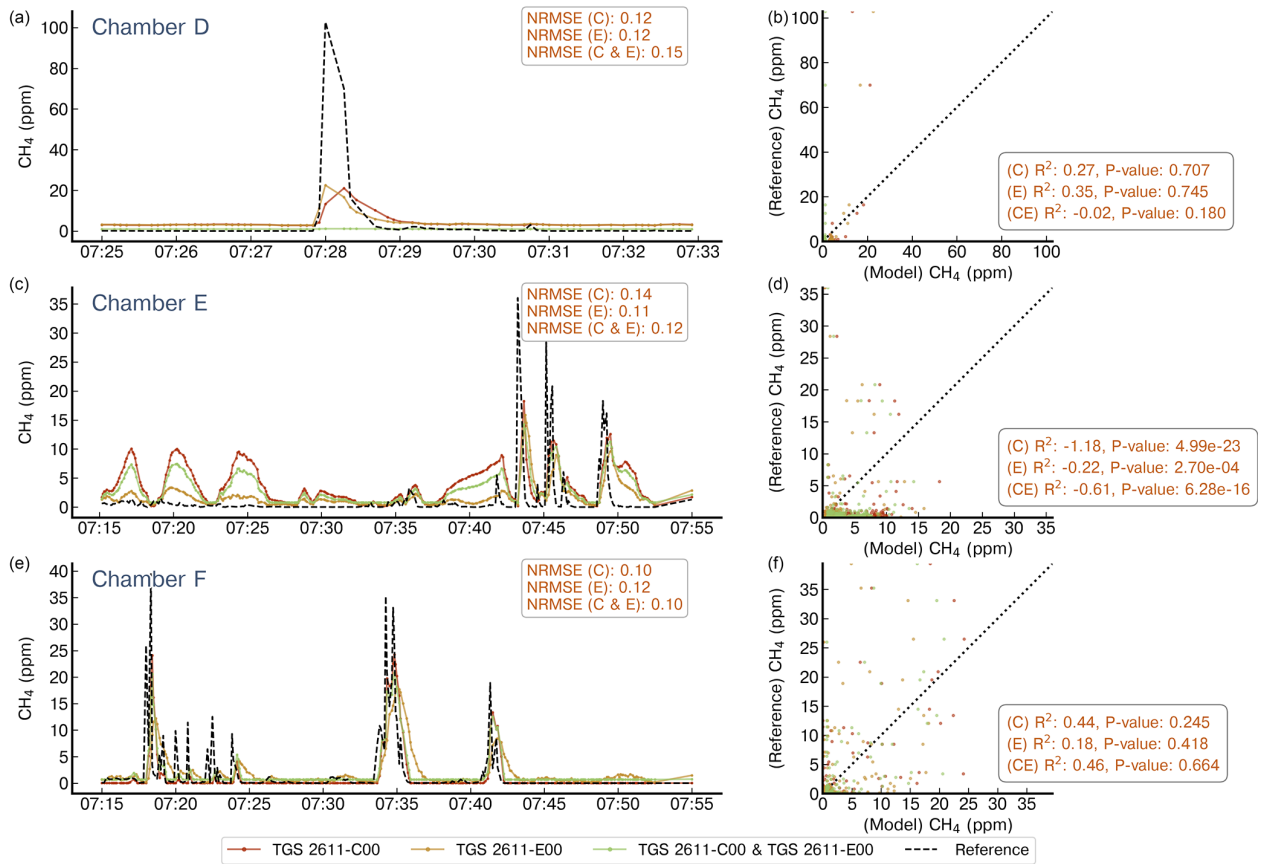 (a)
Chamber D
NRMSE (C): 0.12
NRMSE (E): 0.12
NRMSE (C & E): 0.15
CH4 (ppm)
100
80
60
40
20
0
07:25 07:26 07:27 07:28 07:29 07:30 07:31 07:32 07:33
(b)
(Reference) CH4 (ppm)
100
80
60
40
20
0
(C) R²: 0.27, P-value: 0.707
(E) R²: 0.35, P-value: 0.745
(CE) R²: -0.02, P-value: 0.180
0 20 40 60 80 100
(Model) CH4 (ppm)
(c)
Chamber E
NRMSE (C): 0.14
NRMSE (E): 0.11
NRMSE (C & E): 0.12
CH4 (ppm)
35
30
25
20
15
10
5
0
07:15 07:20 07:25 07:30 07:35 07:40 07:45 07:50 07:55
(d)
(Reference) CH4 (ppm)
35
30
25
20
15
10
5
0
(C) R²: -1.18, P-value: 4.99e-23
(E) R²: -0.22, P-value: 2.70e-04
(CE) R²: -0.61, P-value: 6.28e-16
0 5 10 15 20 25 30 35
(Model) CH4 (ppm)
(e)
Chamber F
NRMSE (C): 0.10
NRMSE (E): 0.12
NRMSE (C & E): 0.10
CH4 (ppm)
40
35
30
25
20
15
10
5
0
07:15 07:20 07:25 07:30 07:35 07:40 07:45 07:50 07:55
(f)
(Reference) CH4 (ppm)
35
30
25
20
15
10
5
0
(C) R²: 0.44, P-value: 0.245
(E) R²: 0.18, P-value: 0.418
(CE) R²: 0.46, P-value: 0.664
0 5 10 15 20 25 30 35
(Model) CH4 (ppm)
TGS 2611-C00 TGS 2611-E00 TGS 2611-C00 & TGS 2611-E00 Reference